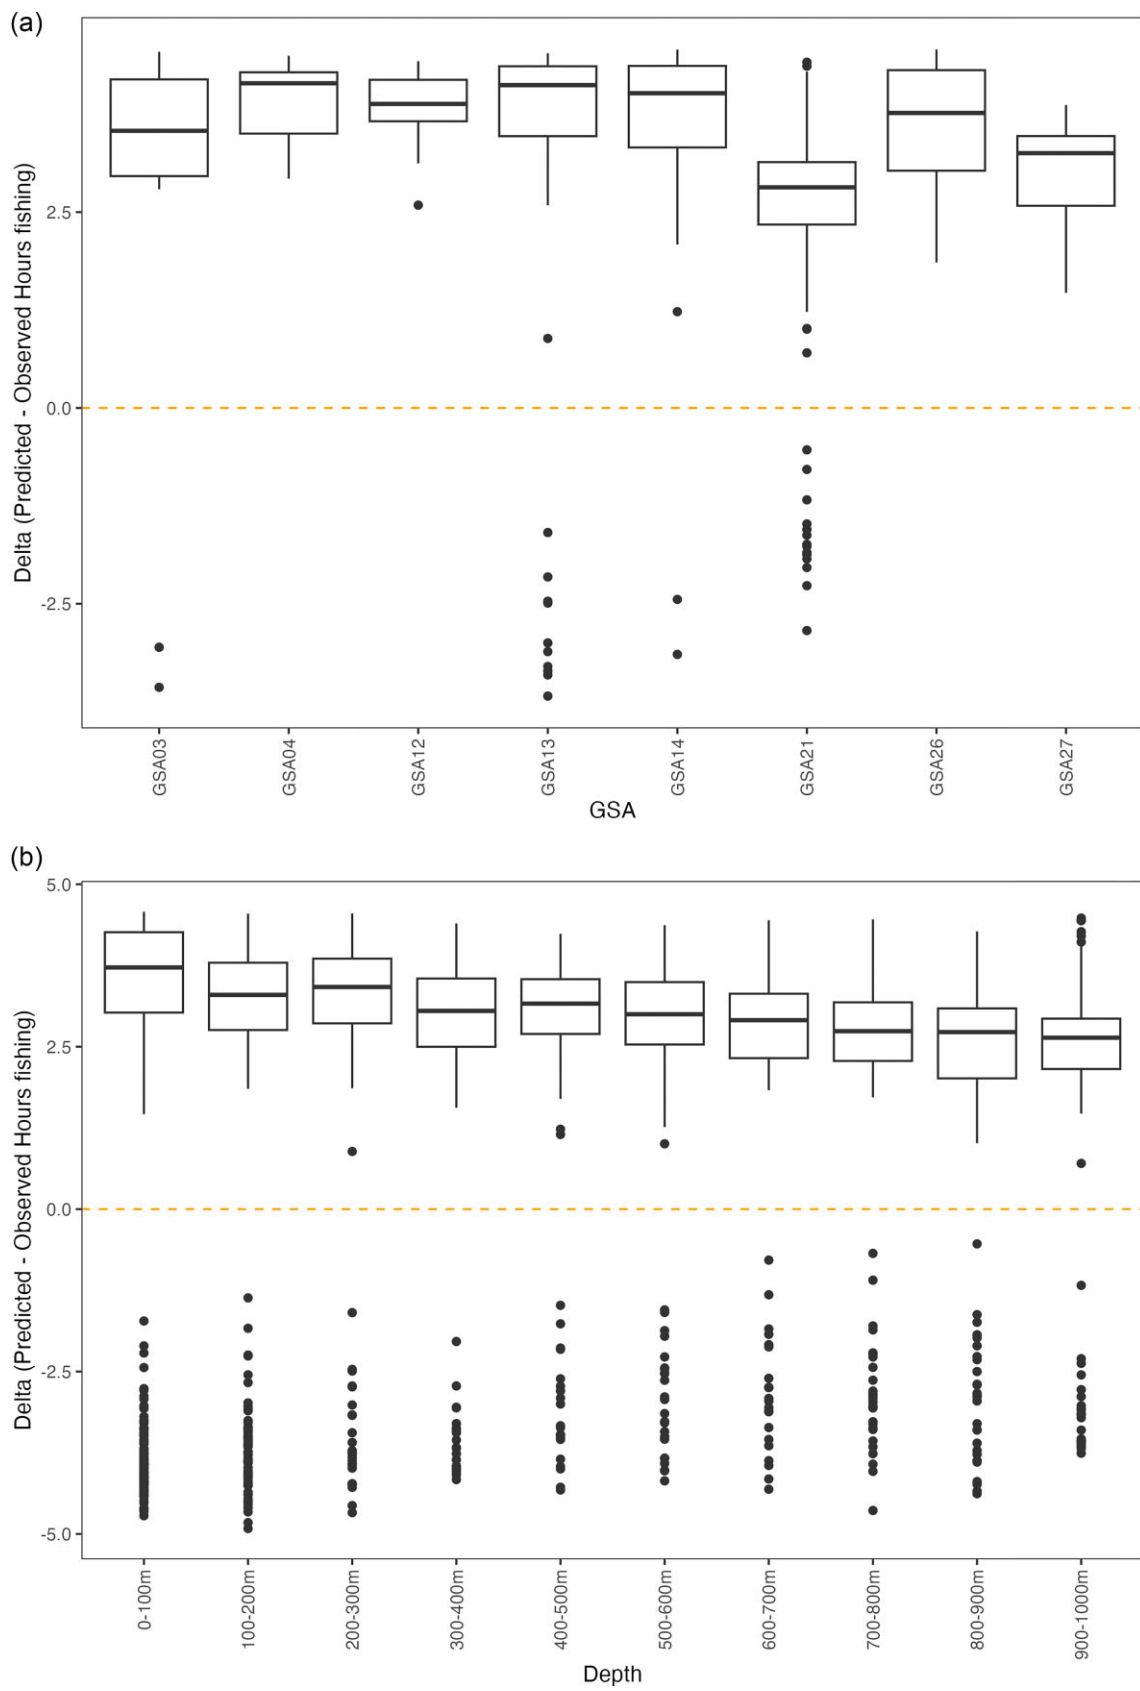 (a)
Delta (Predicted - Observed Hours fishing)
2.5
0.0
-2.5
GSA03
GSA04
GSA12
GSA13
GSA14
GSA21
GSA26
GSA27
GSA
(b)
Delta (Predicted - Observed Hours fishing)
5.0
2.5
0.0
-2.5
-5.0
0-100m
100-200m
200-300m
300-400m
400-500m
500-600m
600-700m
700-800m
800-900m
900-1000m
Depth